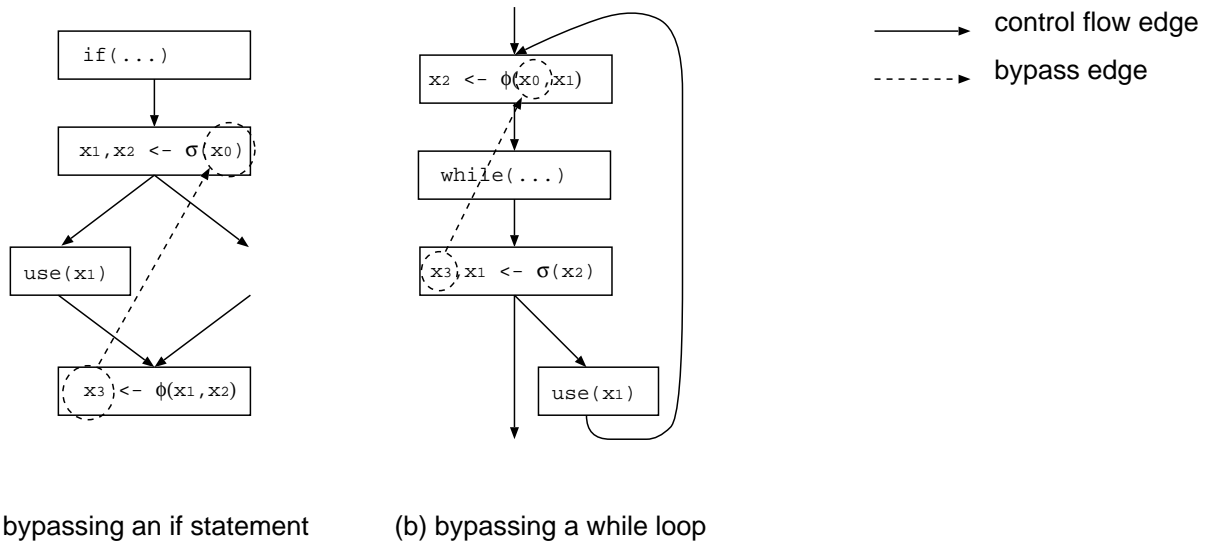 if(...)
x1,x2 <- σ(x0)
use(x1)
x3 <- φ(x1,x2)
x2 <- φ(x0,x1)
while(...)
x3,x1 <- σ(x2)
use(x1)
control flow edge
bypass edge
bypassing an if statement
(b) bypassing a while loop